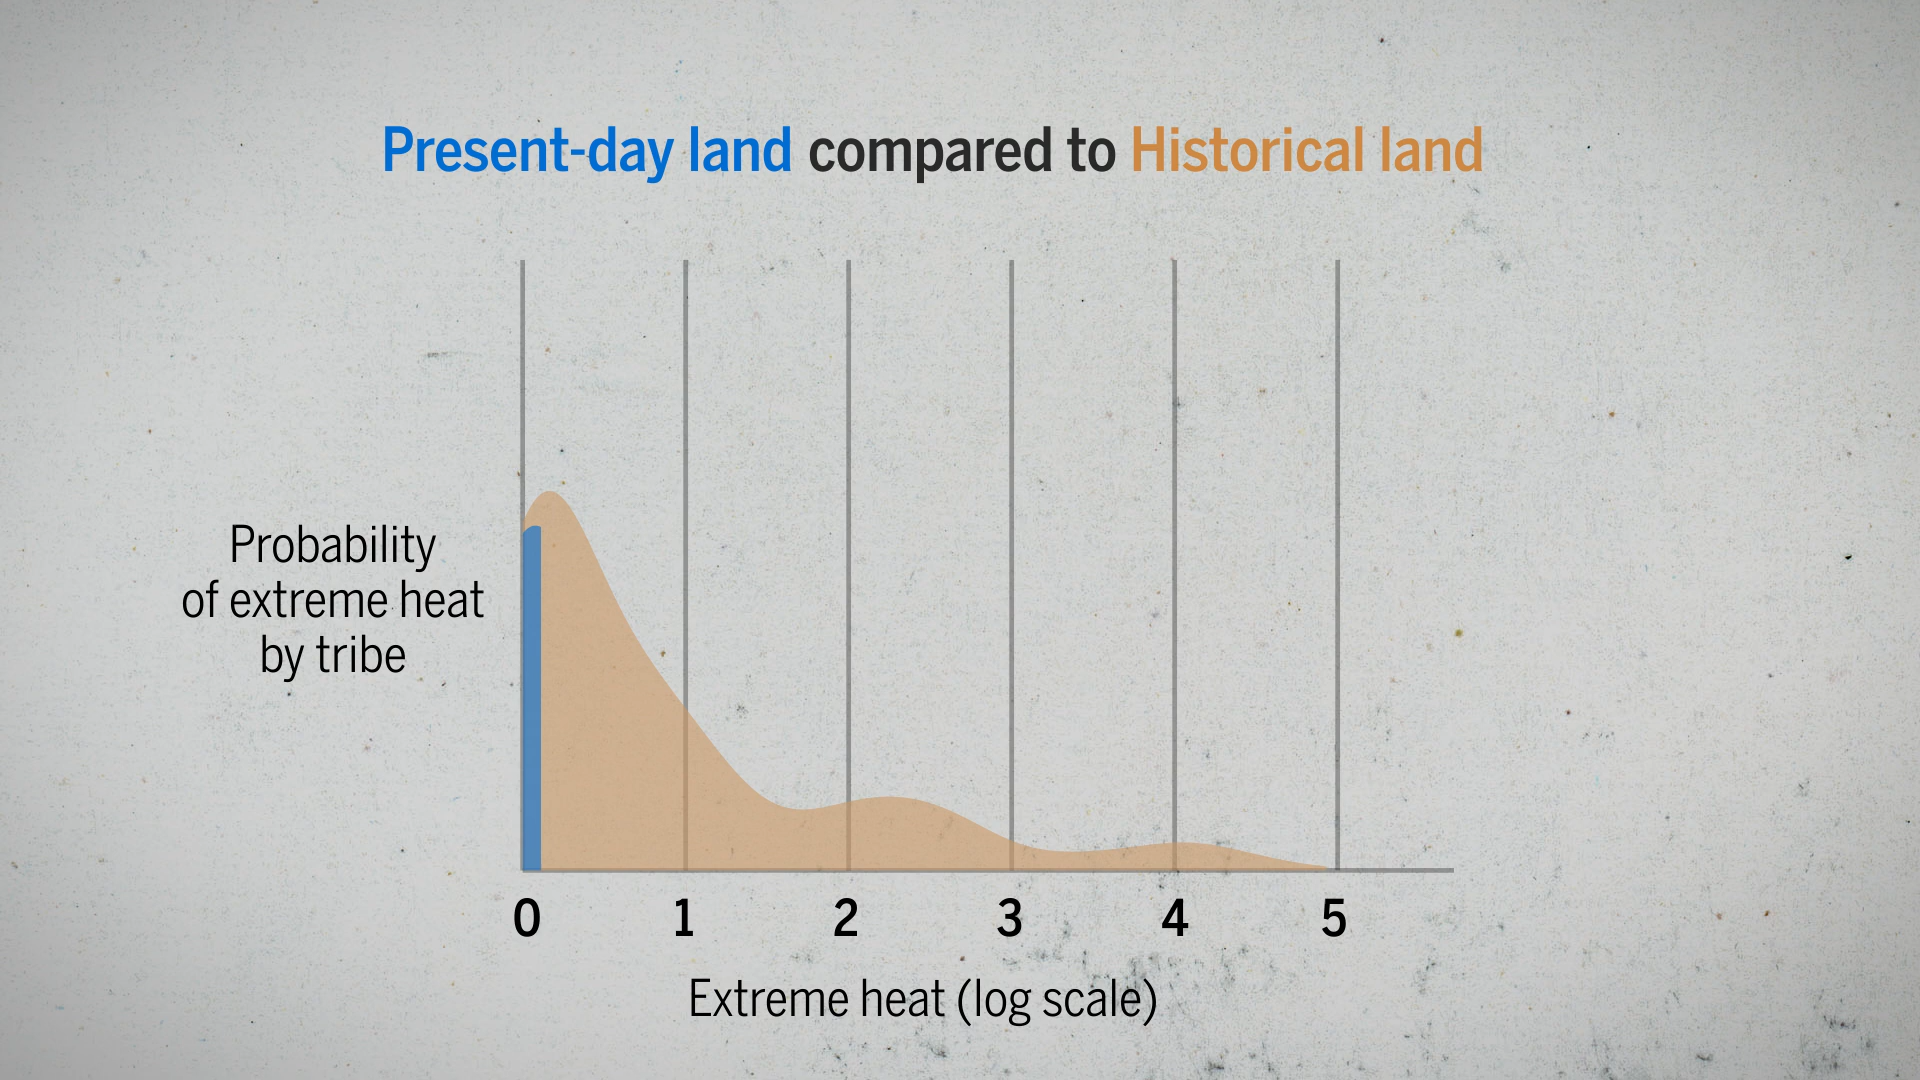 Present-day land compared to Historical land
Probability
of extreme heat
by tribe
0 1 2 3 4 5
Extreme heat (log scale)